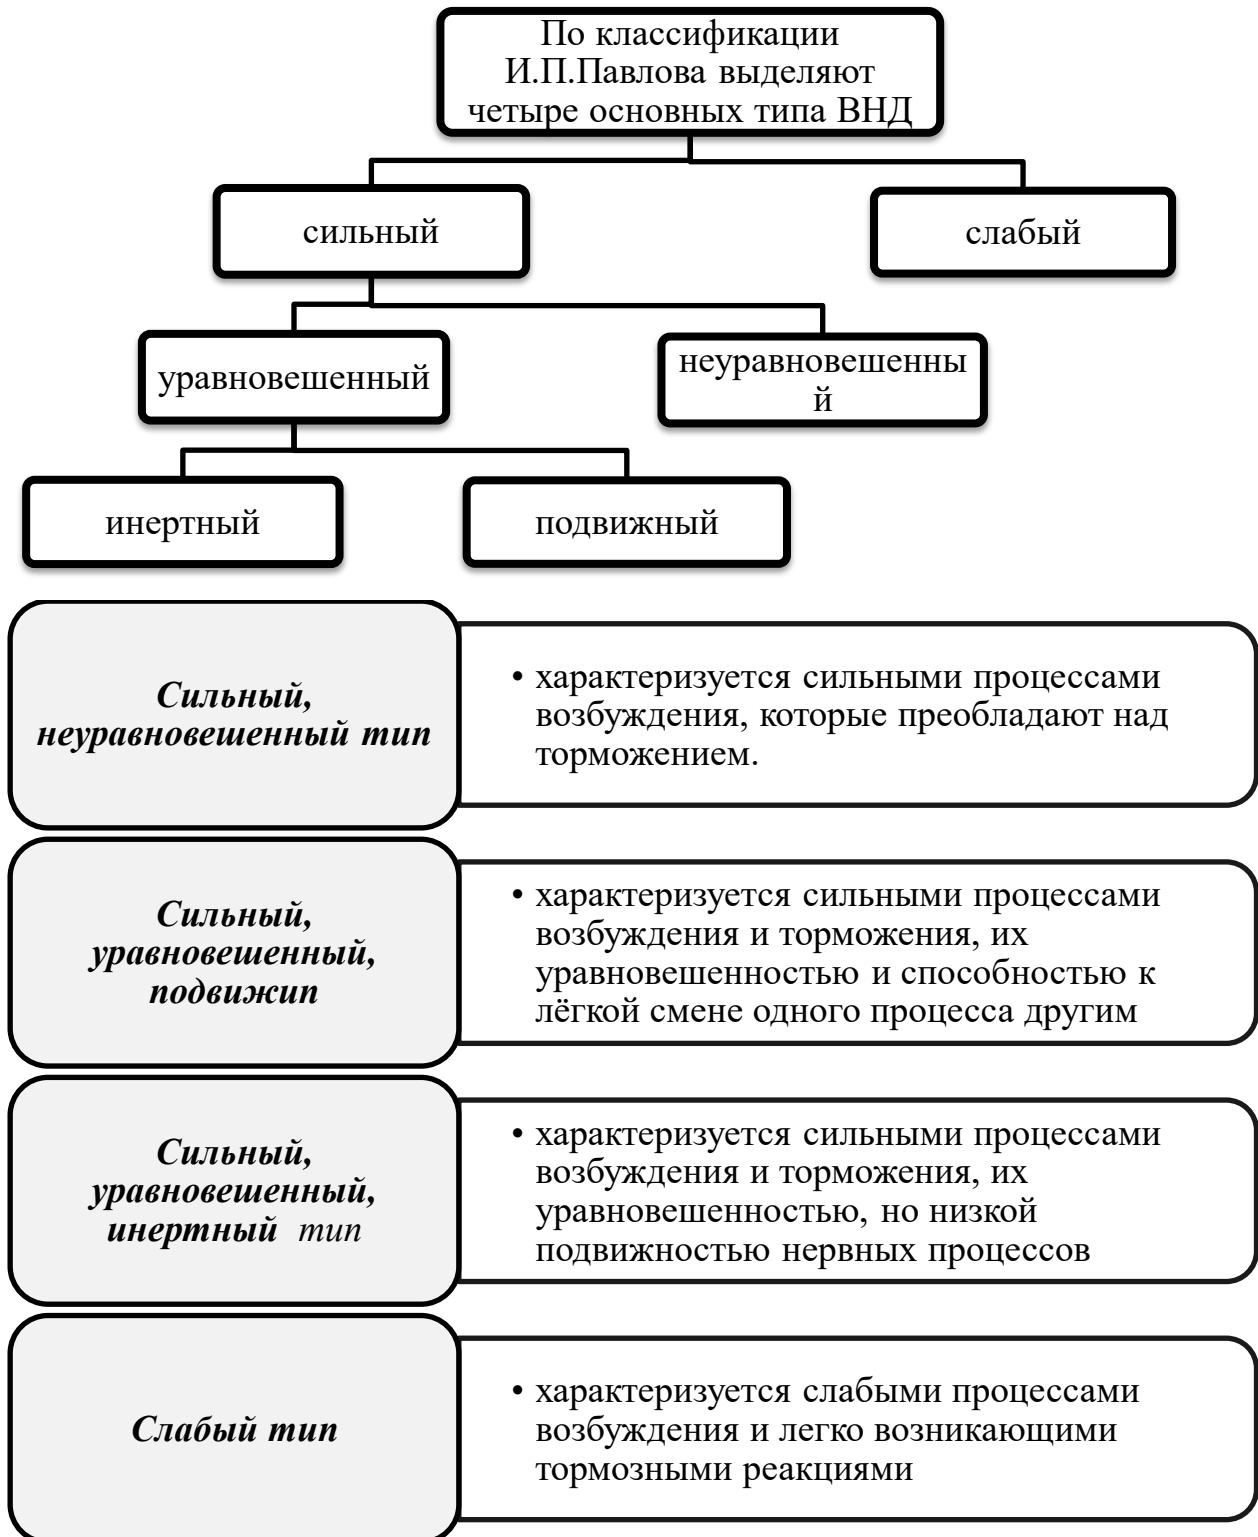 По классификации
И.П.Павлова выделяют
четыре основных типа ВНД
сильный
слабый
уравновешенный
неуравновешенны
й
инертный
подвижный
Сильный,
неуравновешенный тип
• характеризуется сильными процессами
возбуждения, которые преобладают над
торможением.
Сильный,
уравновешенный,
подвижип
• характеризуется сильными процессами
возбуждения и торможения, их
уравновешенностью и способностью к
лёгкой смене одного процесса другим
Сильный,
уравновешенный,
инертный тип
• характеризуется сильными процессами
возбуждения и торможения, их
уравновешенностью, но низкой
подвижностью нервных процессов
Слабый тип
• характеризуется слабыми процессами
возбуждения и легко возникающими
тормозными реакциями